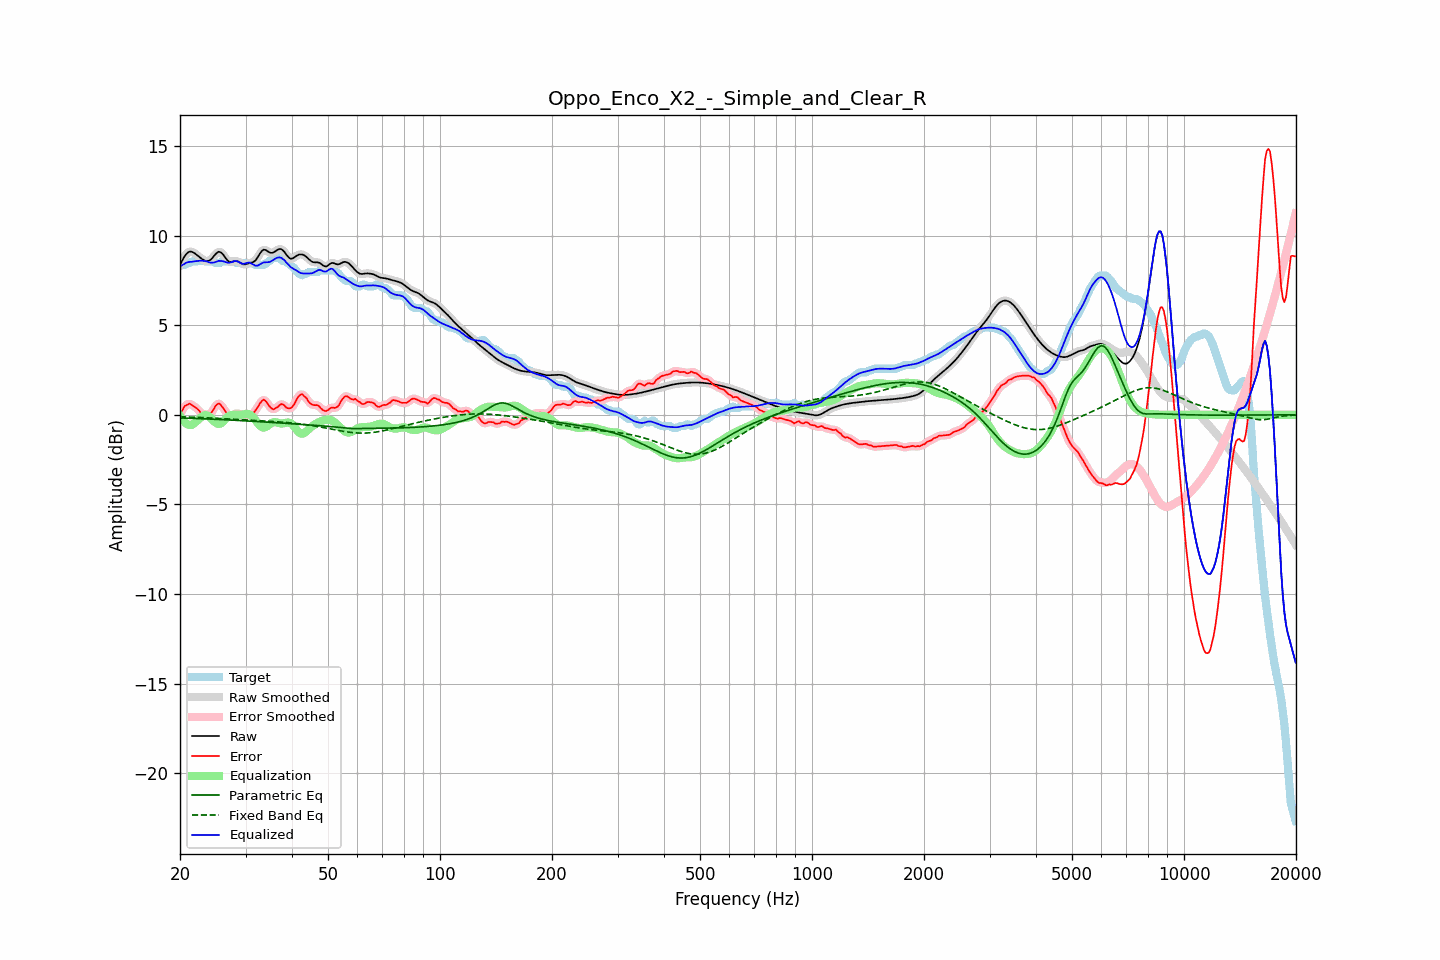 Oppo_Enco_X2_-_Simple_and_Clear_R
15
10
5
0
−5
−10
−15
−20
Amplitude (dBr)
Target
Raw Smoothed
Error Smoothed
Raw
Error
Equalization
Parametric Eq
Fixed Band Eq
Equalized
20 50 100 200 500 1000 2000 5000 10000 20000
Frequency (Hz)